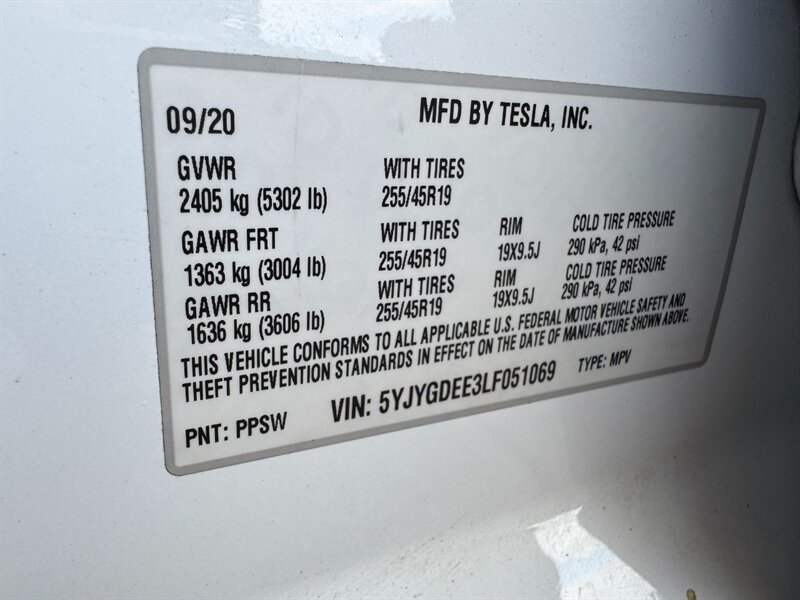 09/20 MFD BY TESLA, INC.
GVWR WITH TIRES
2405 kg (5302 lb) 255/45R19
GAWR FRT WITH TIRES RIM COLD TIRE PRESSURE
1363 kg (3004 lb) 255/45R19 19X9.5J 290 kPa, 42 psi
GAWR RR WITH TIRES RIM COLD TIRE PRESSURE
1636 kg (3606 lb) 255/45R19 19X9.5J 290 kPa, 42 psi
THIS VEHICLE CONFORMS TO ALL APPLICABLE U.S. FEDERAL MOTOR VEHICLE SAFETY AND
THEFT PREVENTION STANDARDS IN EFFECT ON THE DATE OF MANUFACTURE SHOWN ABOVE.
PNT: PPSW VIN: 5YJYGDEE3LF051069 TYPE: MPV